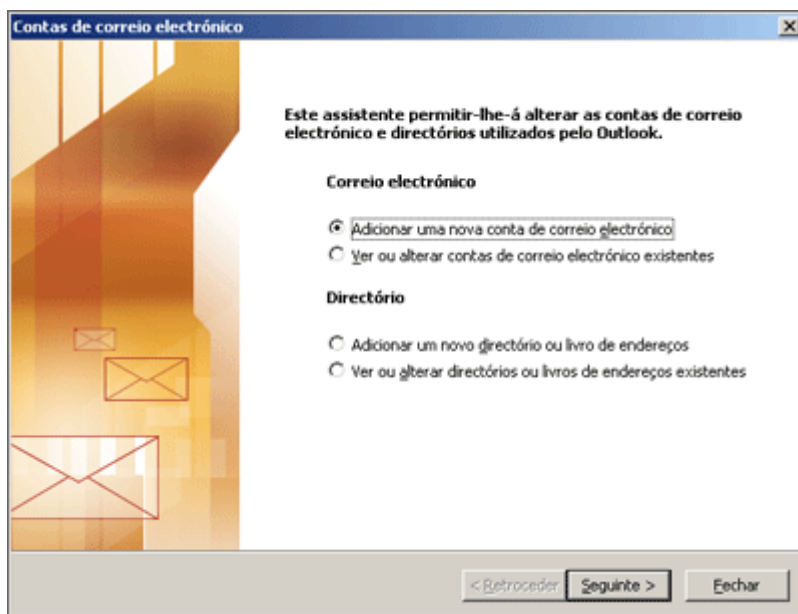 Contas de correio electrónico
Este assistente permitir-lhe-á alterar as contas de correio
electrónico e directórios utilizados pelo Outlook.
Correio electrónico
Adicionar uma nova conta de correio electrónico
Ver ou alterar contas de correio electrónico existentes
Directório
Adicionar um novo directório ou livro de endereços
Ver ou alterar directórios ou livros de endereços existentes
< Retroceder Seguinte > Fechar